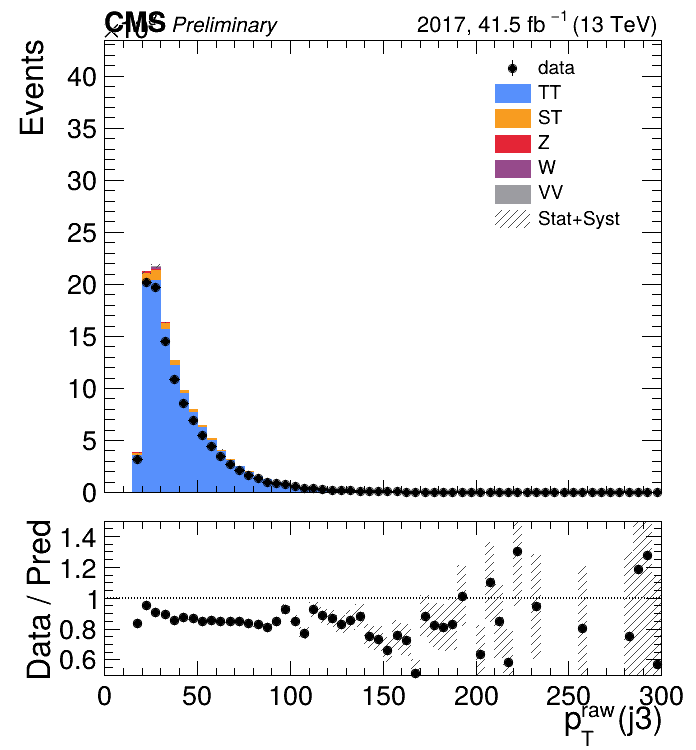 CMS Preliminary 2017, 41.5 fb⁻¹ (13 TeV)
Events
40
35
30
25
20
15
10
5
0
data
TT
ST
Z
W
VV
Stat+Syst
Data / Pred
1.4
1.2
1
0.8
0.6
0 50 100 150 200 250 300
p_T^raw(j3)